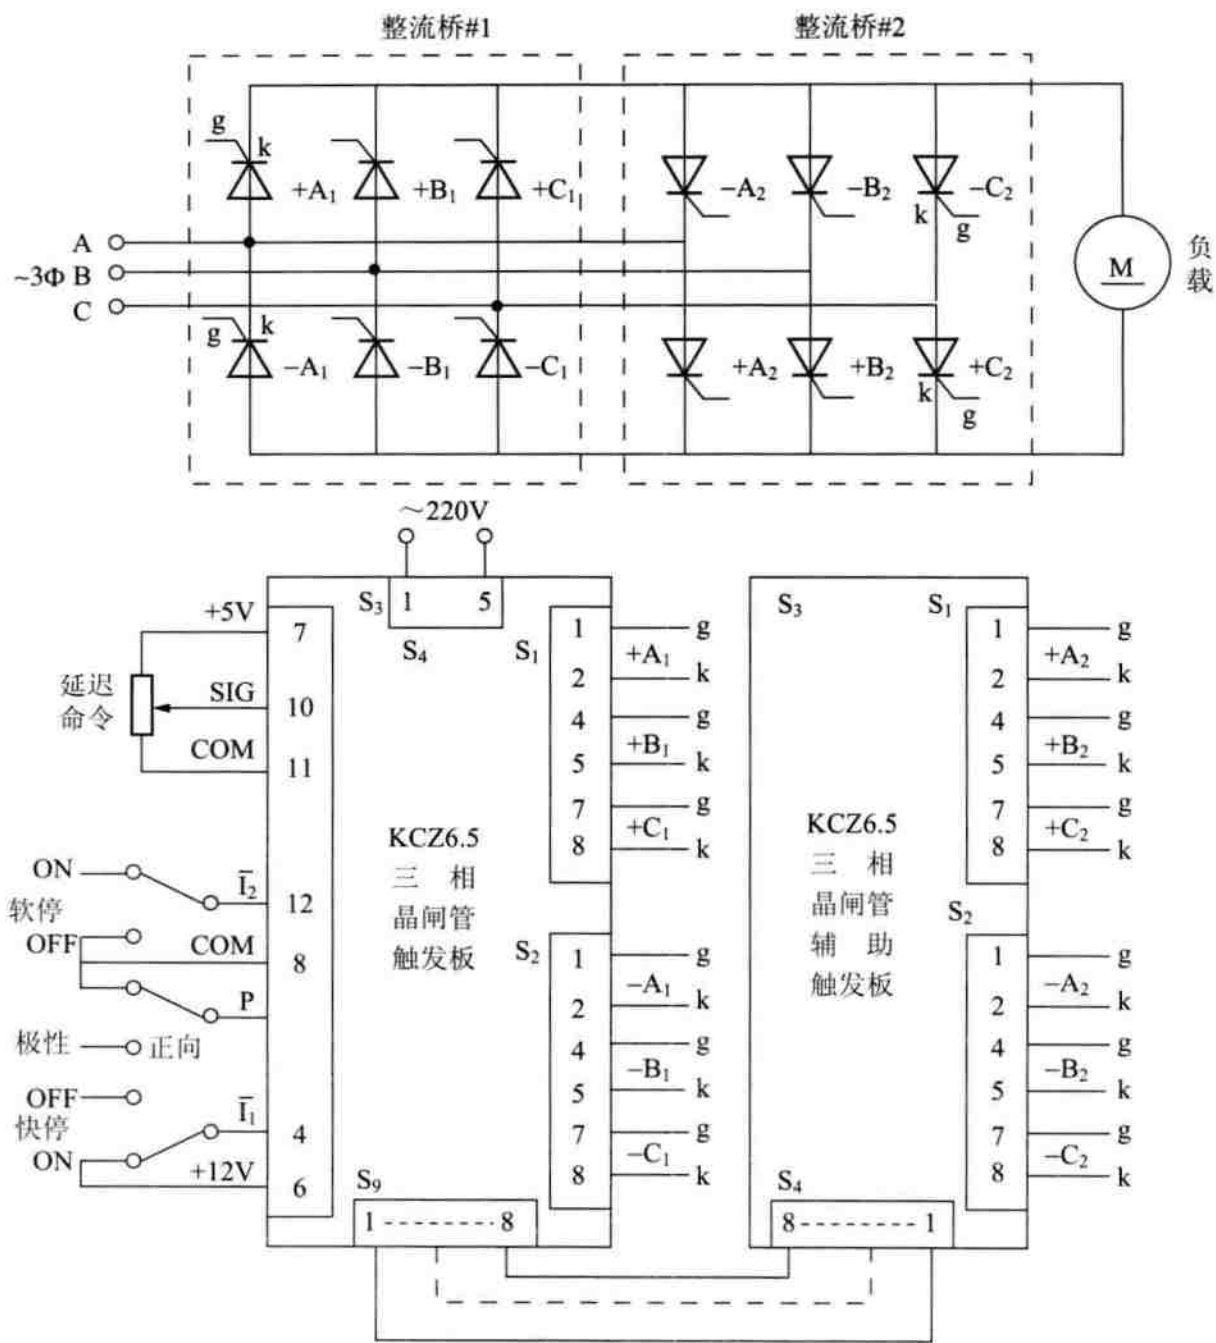 整流桥#1 整流桥#2
g k +A₁ +B₁ +C₁ −A₂ −B₂ −C₂
k g
A
~3Φ B
C
M 负载
g k −A₁ −B₁ −C₁ +A₂ +B₂ +C₂
k g
～220V
S₃ 1 5
S₄
+5V 7
延迟命令
SIG 10
COM 11
ON
Ī₂ 12
软停
OFF COM 8
P
极性 正向
OFF
快停 Ī₁ 4
ON +12V 6
KCZ6.5
三 相
晶闸管
触发板
S₁
1 g
+A₁
2 k
4 g
+B₁
5 k
7 g
+C₁
8 k
S₂
1 g
−A₁
2 k
4 g
−B₁
5 k
7 g
−C₁
8 k
S₉
1--------8
S₃
KCZ6.5
三 相
晶闸管
辅 助
触发板
S₁
1 g
+A₂
2 k
4 g
+B₂
5 k
7 g
+C₂
8 k
S₂
1 g
−A₂
2 k
4 g
−B₂
5 k
7 g
−C₂
8 k
S₄
8--------1